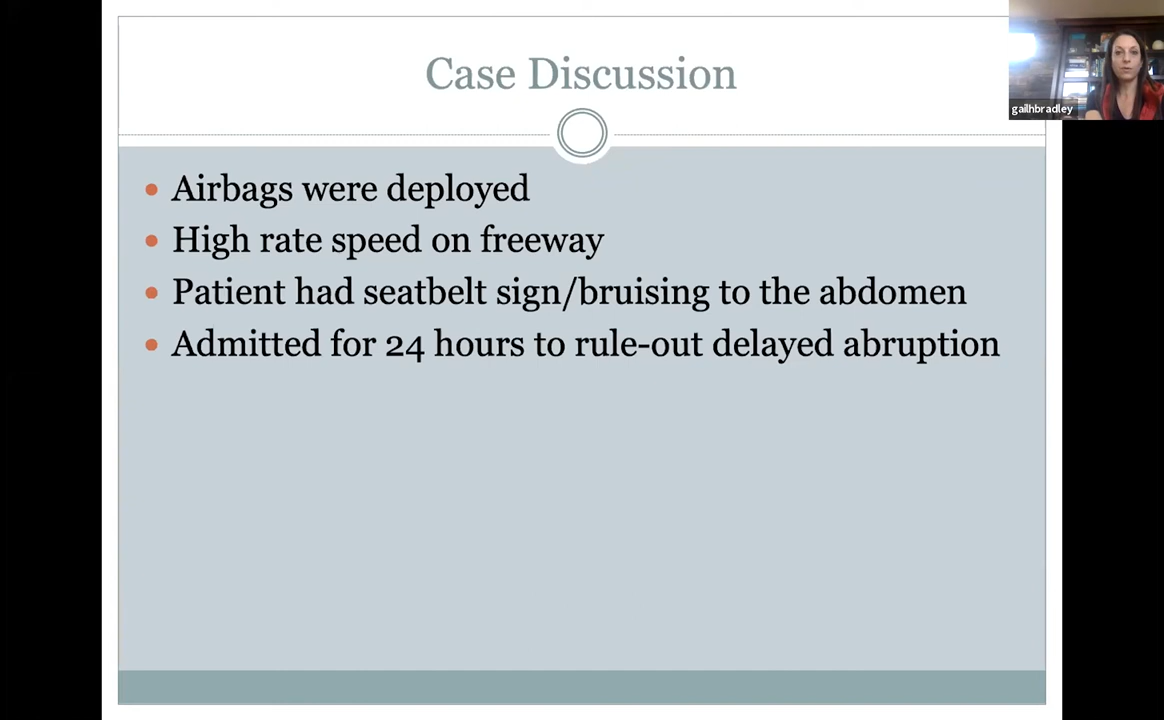 Case Discussion
gailhbradley
Airbags were deployed
High rate speed on freeway
Patient had seatbelt sign/bruising to the abdomen
Admitted for 24 hours to rule-out delayed abruption